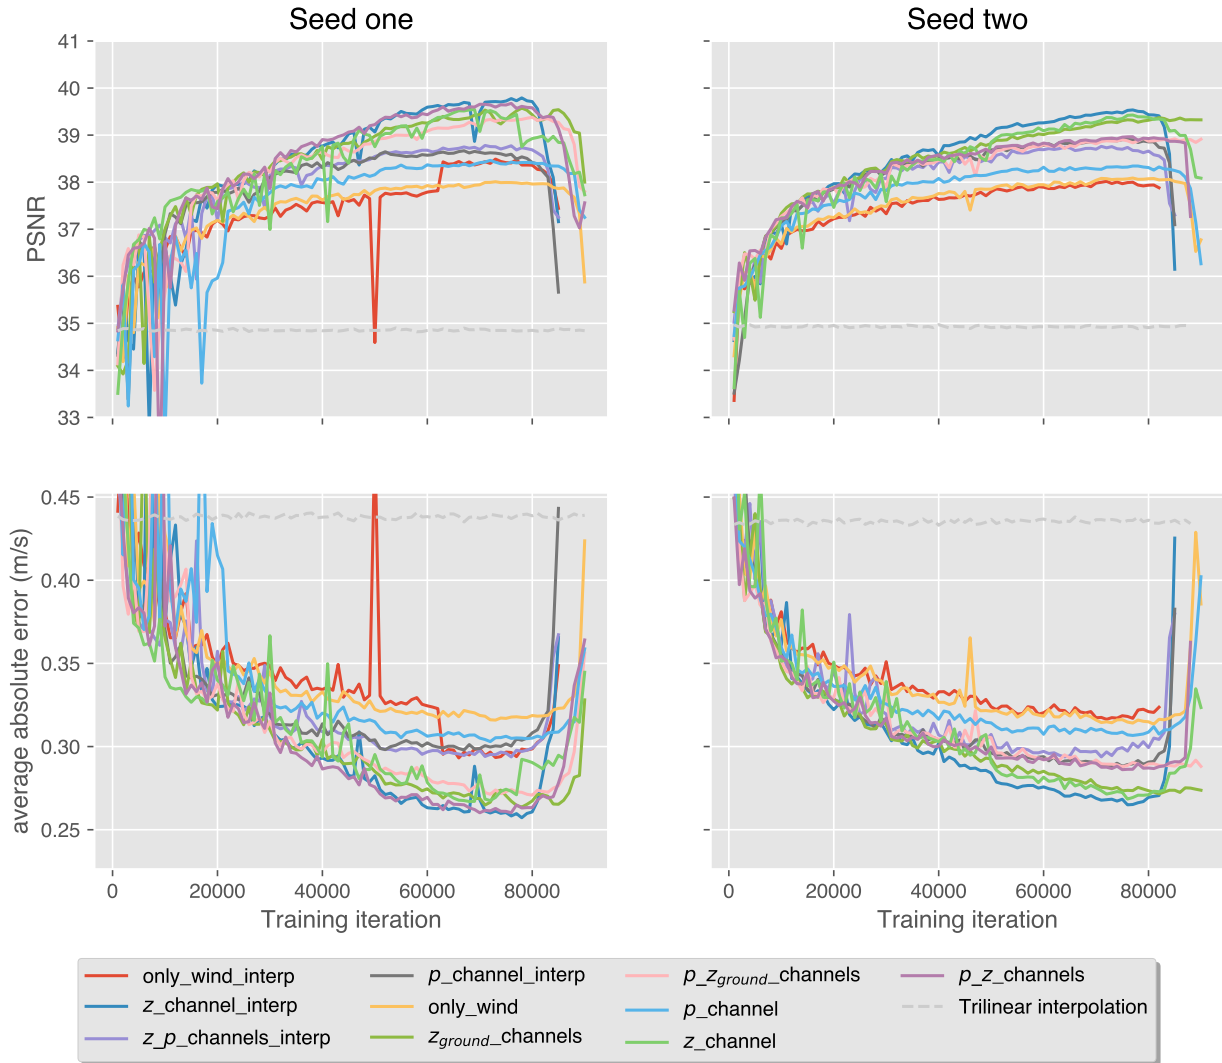 Seed one
Seed two
41
40
39
38
37
36
35
34
33
PSNR
0.45
0.40
0.35
0.30
0.25
average absolute error (m/s)
0 20000 40000 60000 80000
0 20000 40000 60000 80000
Training iteration
Training iteration
only_wind_interp
z_channel_interp
z_p_channels_interp
p_channel_interp
only_wind
z_ground_channels
p_z_ground_channels
p_channel
z_channel
p_z_channels
Trilinear interpolation